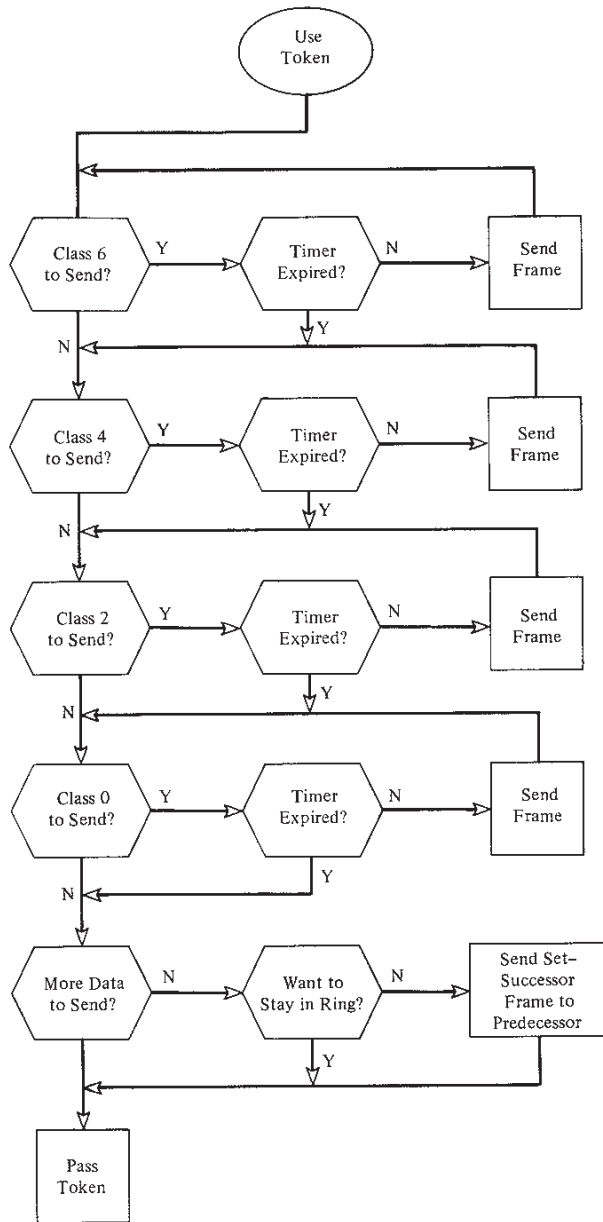 Use
Token
Class 6
to Send?
Y
Timer
Expired?
N
Send
Frame
N
Y
Class 4
to Send?
Y
Timer
Expired?
N
Send
Frame
N
Y
Class 2
to Send?
Y
Timer
Expired?
N
Send
Frame
N
Y
Class 0
to Send?
Y
Timer
Expired?
N
Send
Frame
N
Y
More Data
to Send?
N
Want to
Stay in Ring?
N
Send Set–
Successor
Frame to
Predecessor
Y
Pass
Token